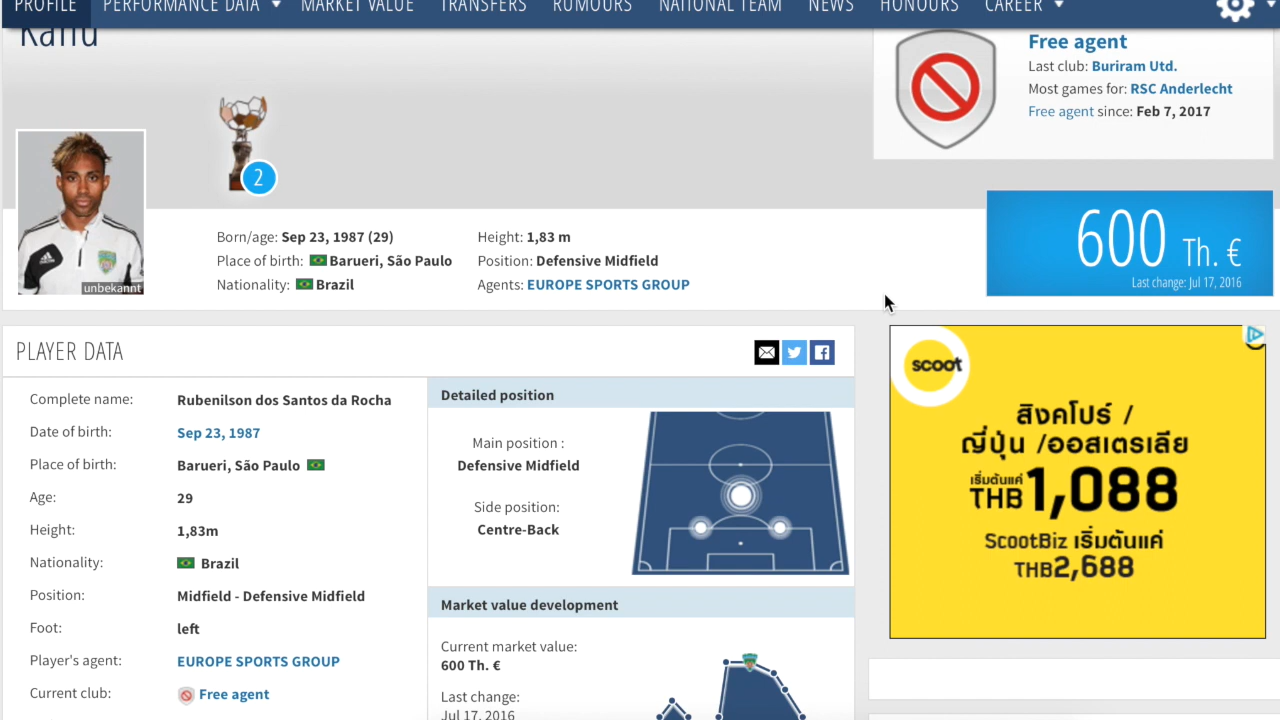 PROFILE PERFORMANCE DATA MARKET VALUE TRANSFERS RUMOURS NATIONAL TEAM NEWS HONOURS CAREER
Kanu
Free agent
Last club: Buriram Utd.
Most games for: RSC Anderlecht
Free agent since: Feb 7, 2017
2
unbekannt
Born/age: Sep 23, 1987 (29)
Place of birth: Barueri, São Paulo
Nationality: Brazil
Height: 1,83 m
Position: Defensive Midfield
Agents: EUROPE SPORTS GROUP
600 Th. €
Last change: Jul 17, 2016
PLAYER DATA
Complete name: Rubenilson dos Santos da Rocha
Date of birth: Sep 23, 1987
Place of birth: Barueri, São Paulo
Age: 29
Height: 1,83m
Nationality: Brazil
Position: Midfield - Defensive Midfield
Foot: left
Player's agent: EUROPE SPORTS GROUP
Current club: Free agent
Detailed position
Main position :
Defensive Midfield
Side position:
Centre-Back
Market value development
Current market value:
600 Th. €
Last change:
Jul 17, 2016
scoot
สิงคโปร์ /
ญี่ปุ่น /ออสเตรเลีย
เริ่มต้นแค่
THB 1,088
ScootBiz เริ่มต้นแค่
THB2,688